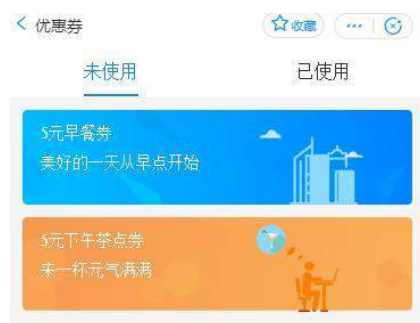 优惠券
收藏
未使用
已使用
5元早餐券
美好的一天从早点开始
5元下午茶点券
来一杯元气满满